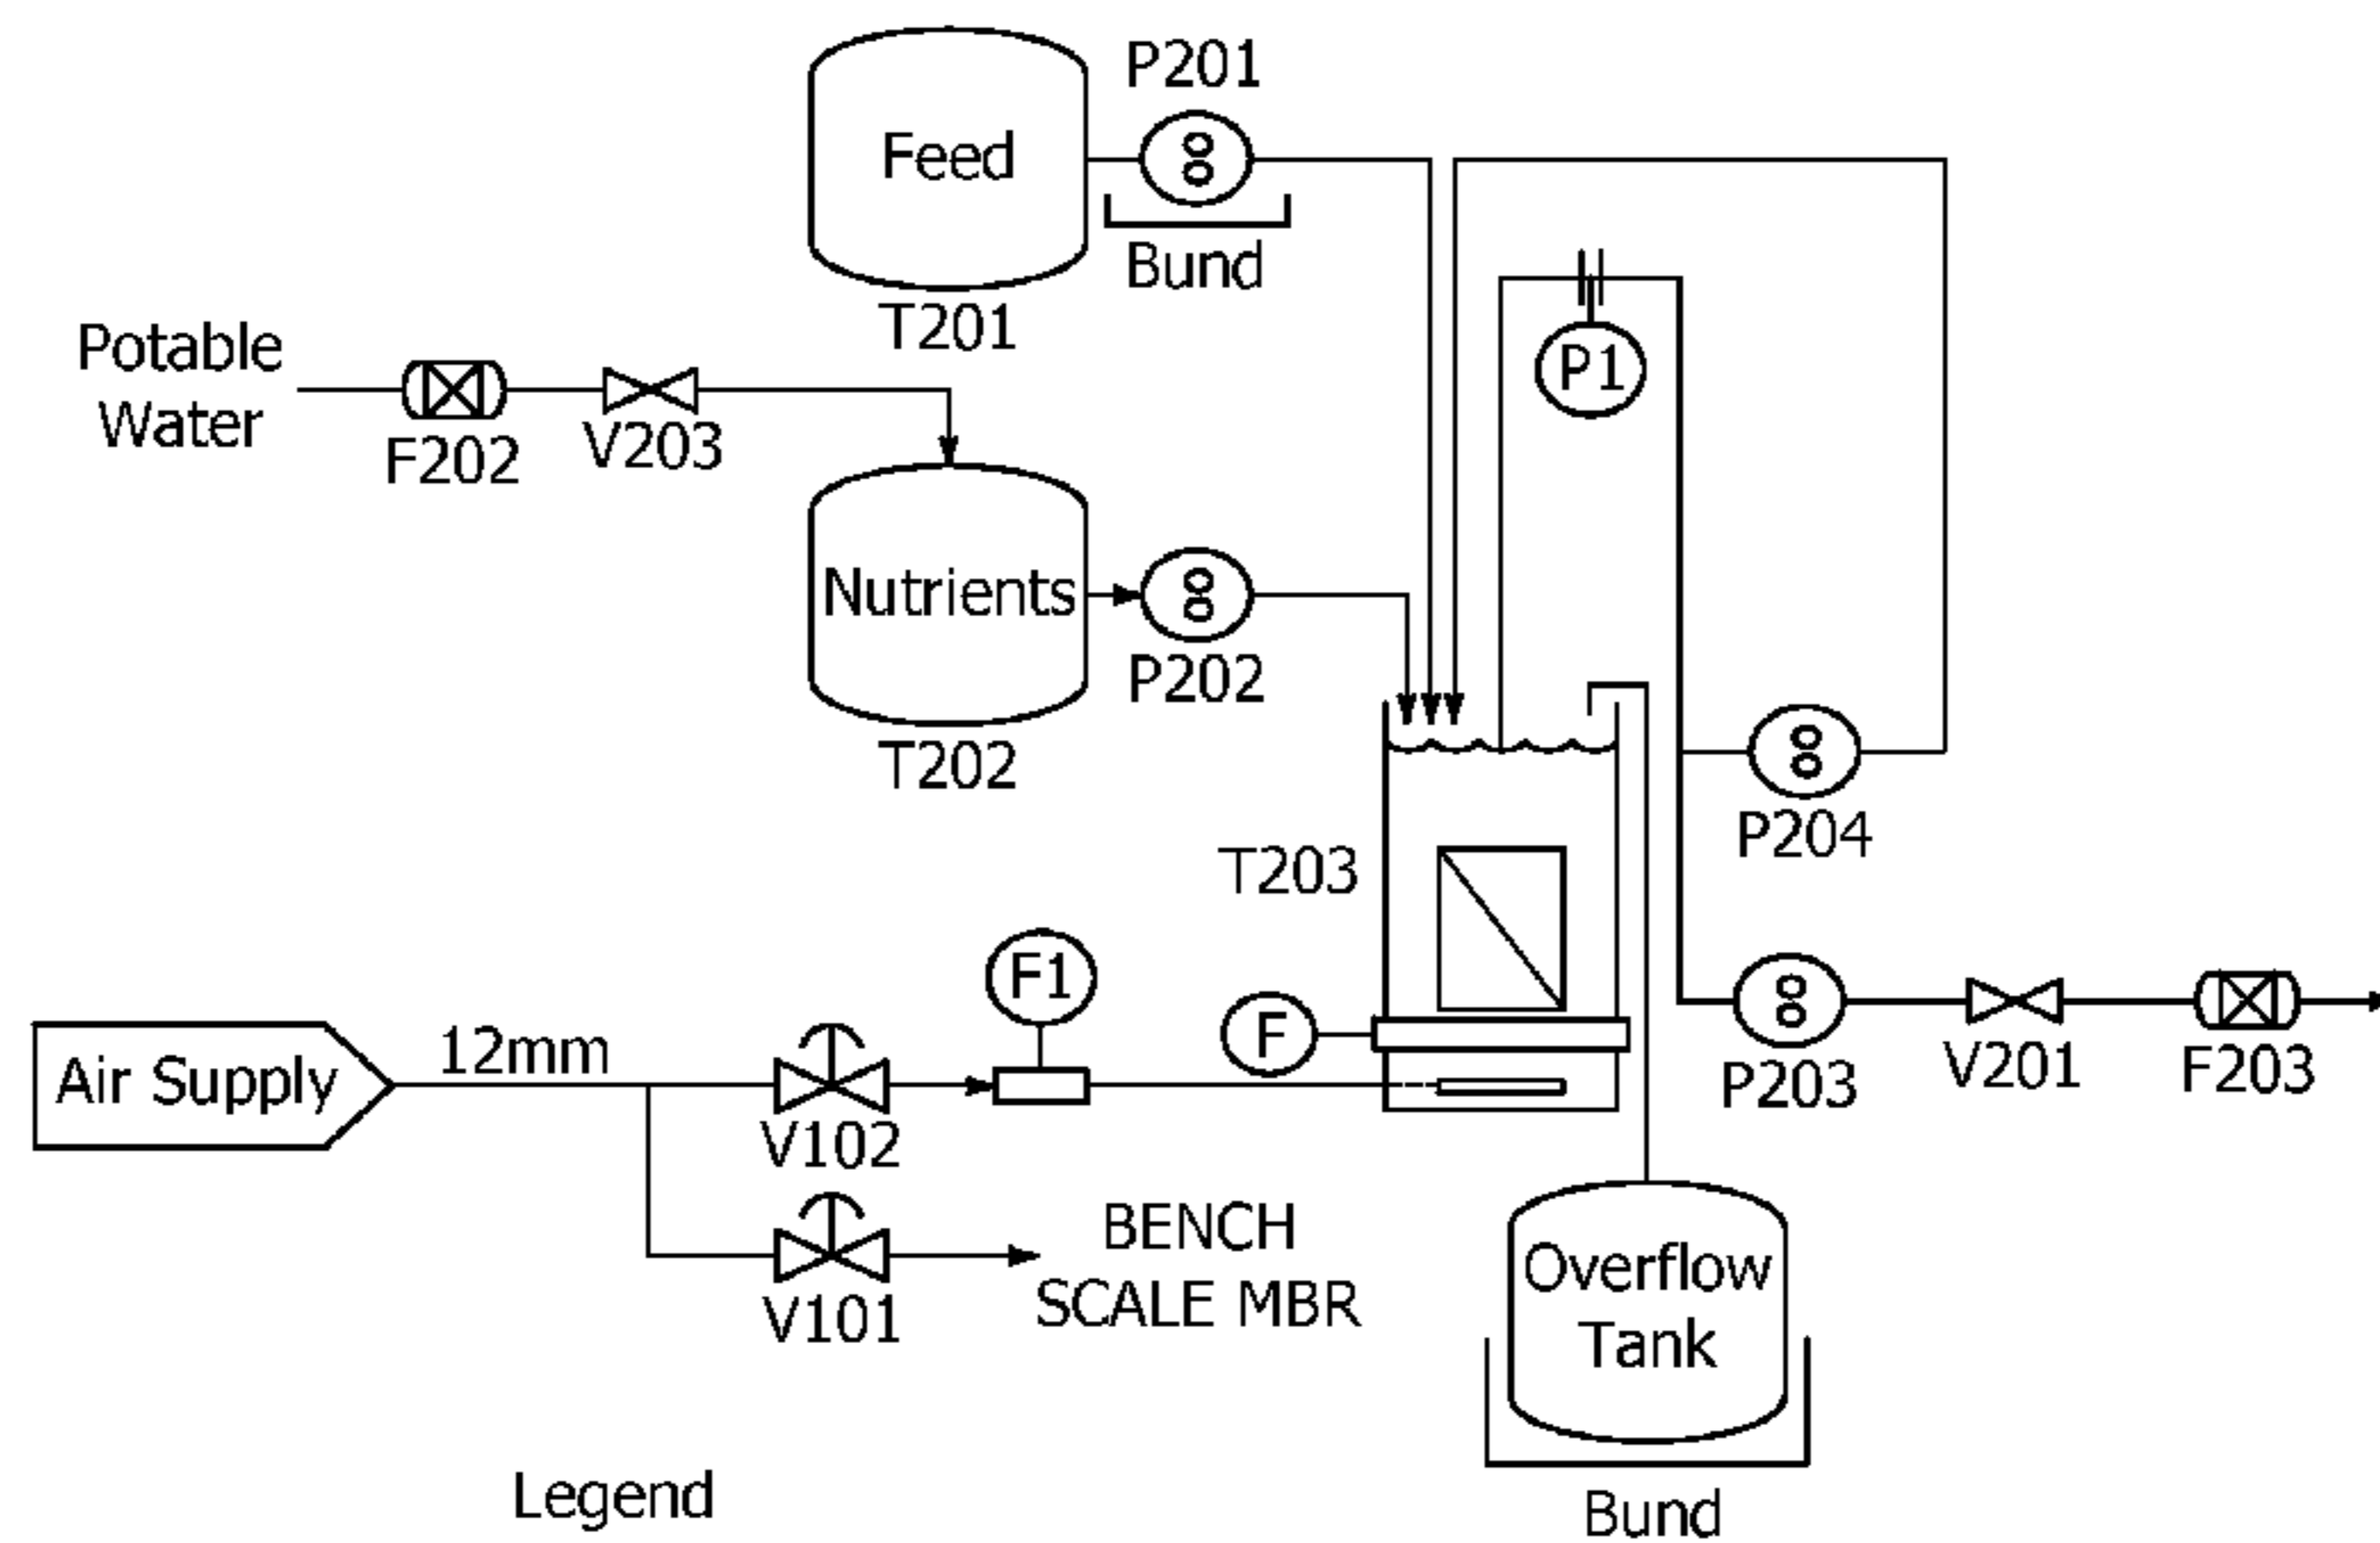 P201
Feed
Bund
T201
Potable
Water
F202
V203
P1
Nutrients
P202
T202
P204
T203
F1
F
Air Supply
12mm
V102
P203
V201
F203
BENCH
SCALE MBR
V101
Overflow
Tank
Legend
Bund